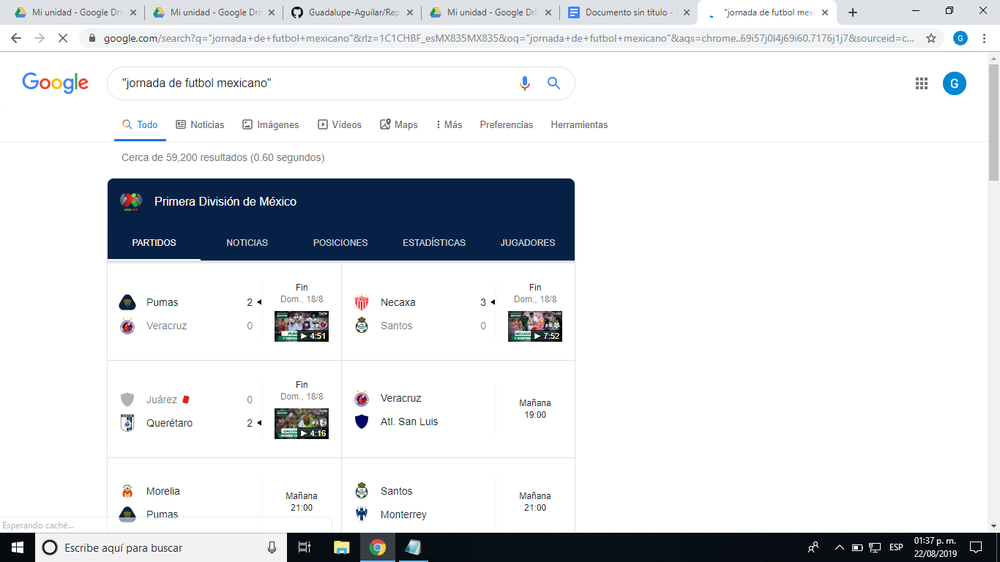 Mi unidad - Google Dri
Mi unidad - Google Dri
Guadalupe-Aguilar/Rep
Mi unidad - Google Driv
Documento sin título -
"jornada de futbol mexi
google.com/search?q="jornada+de+futbol+mexicano"&rlz=1C1CHBF_esMX835MX835&oq="jornada+de+futbol+mexicano"&aqs=chrome..69i57j0l4j69i60.7176j1j7&sourceid=c...
G
Google
"jornada de futbol mexicano"
G
Todo
Noticias
Imágenes
Vídeos
Maps
Más
Preferencias
Herramientas
Cerca de 59,200 resultados (0.60 segundos)
LIGA MX
Primera División de México
PARTIDOS
NOTICIAS
POSICIONES
ESTADÍSTICAS
JUGADORES
Pumas 2
Veracruz 0
Fin
Dom., 18/8
4:51
Necaxa 3
Santos 0
Fin
Dom., 18/8
7:52
Juárez 0
Querétaro 2
Fin
Dom., 18/8
4:16
Veracruz
Atl. San Luis
Mañana
19:00
Morelia
Pumas
Mañana
21:00
Santos
Monterrey
Mañana
21:00
Esperando caché...
Escribe aquí para buscar
ESP
01:37 p. m.
22/08/2019